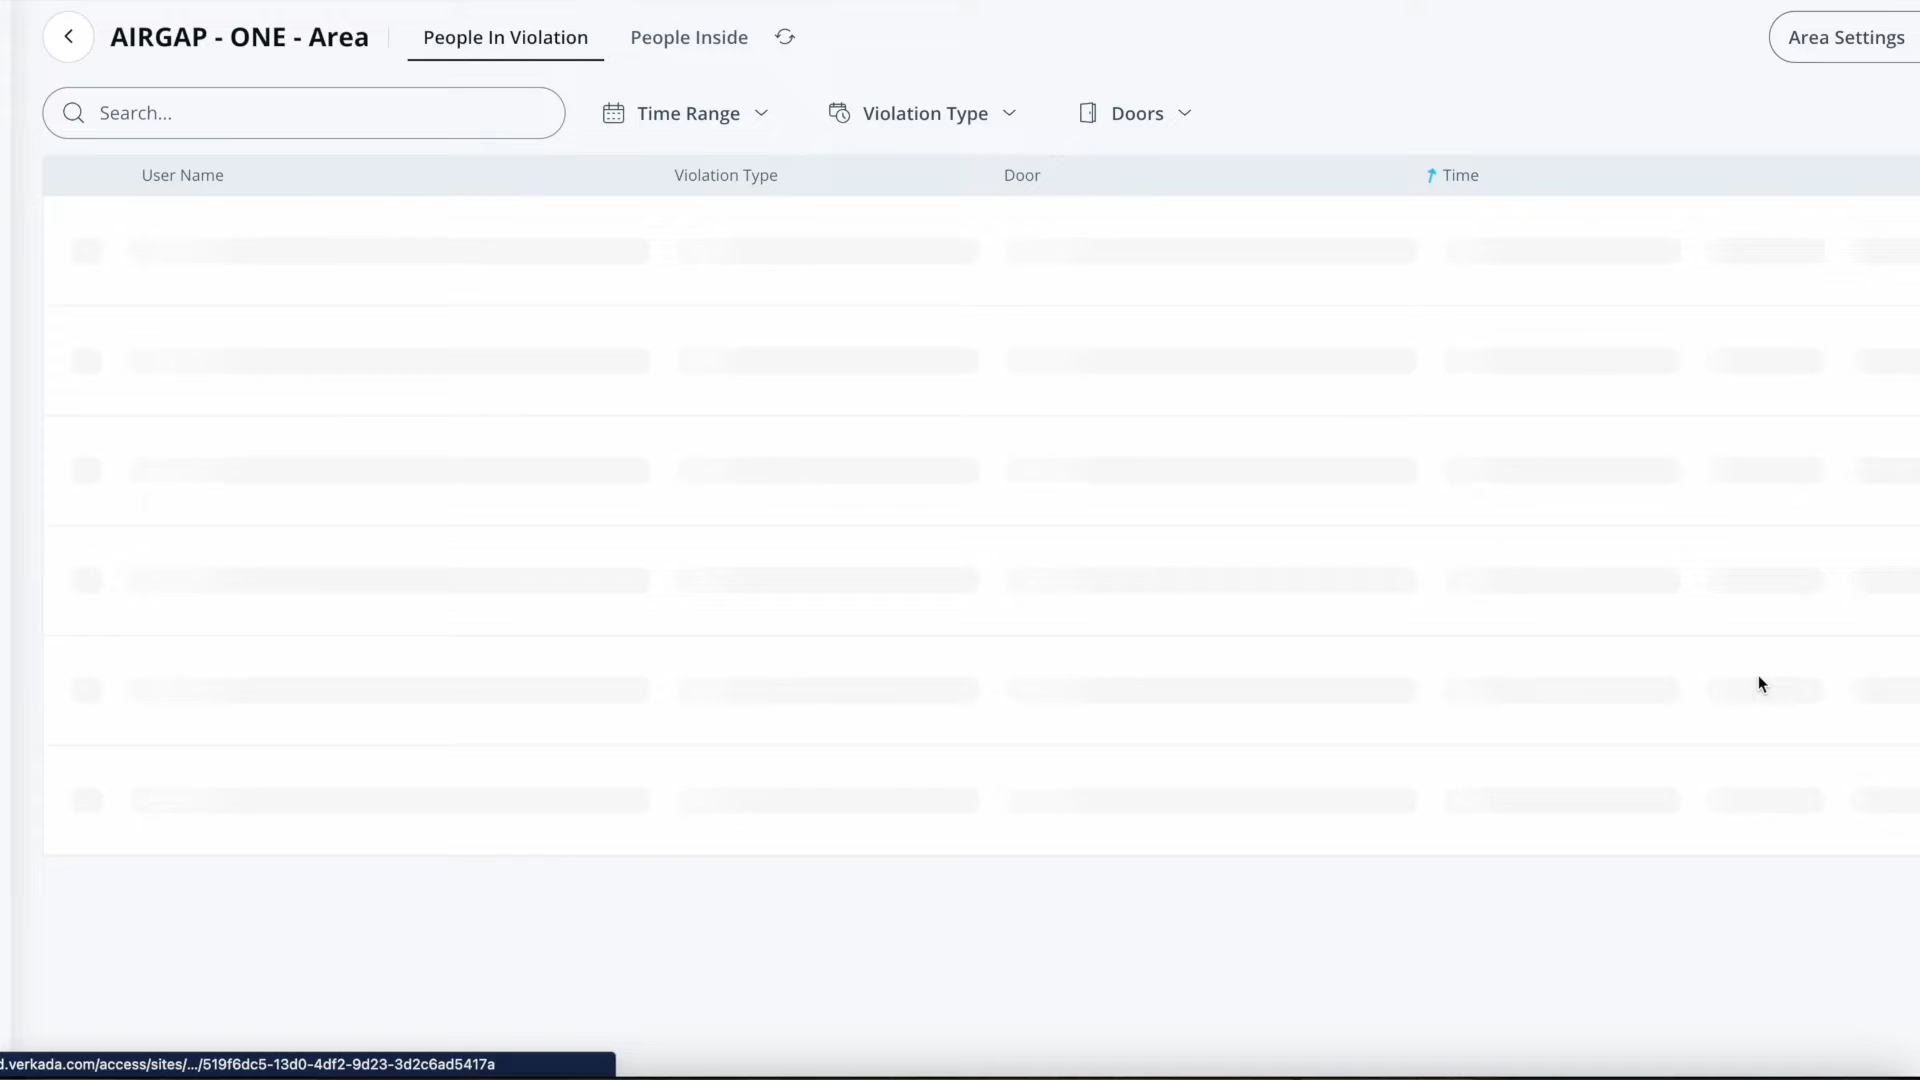 AIRGAP - ONE - Area People In Violation People Inside Area Settings
Search... Time Range Violation Type Doors
User Name Violation Type Door Time
d.verkada.com/access/sites/.../519f6dc5-13d0-4df2-9d23-3d2c6ad5417a